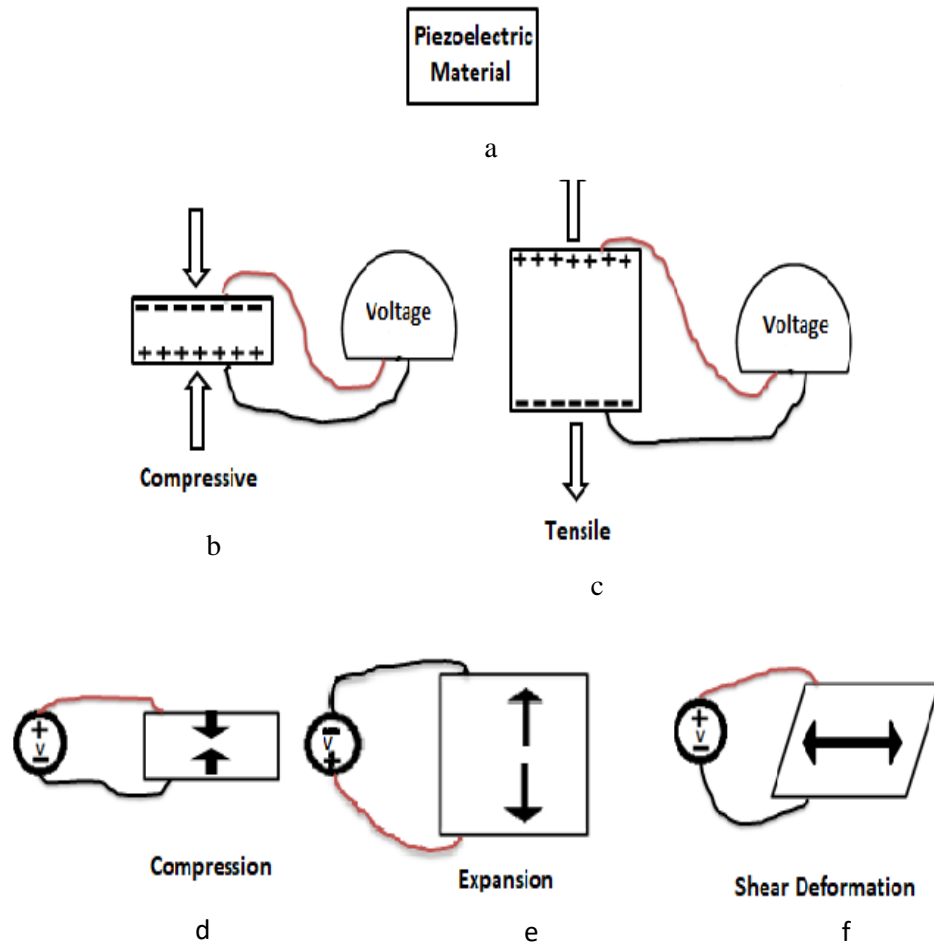 Piezoelectric
Material
a
− − − − − − −
+ + + + + + +
Voltage
Compressive
b
+ + + + + + +
− − − − − − −
Voltage
Tensile
c
+
V
−
Compression
d
−
V
+
Expansion
e
+
V
−
Shear Deformation
f